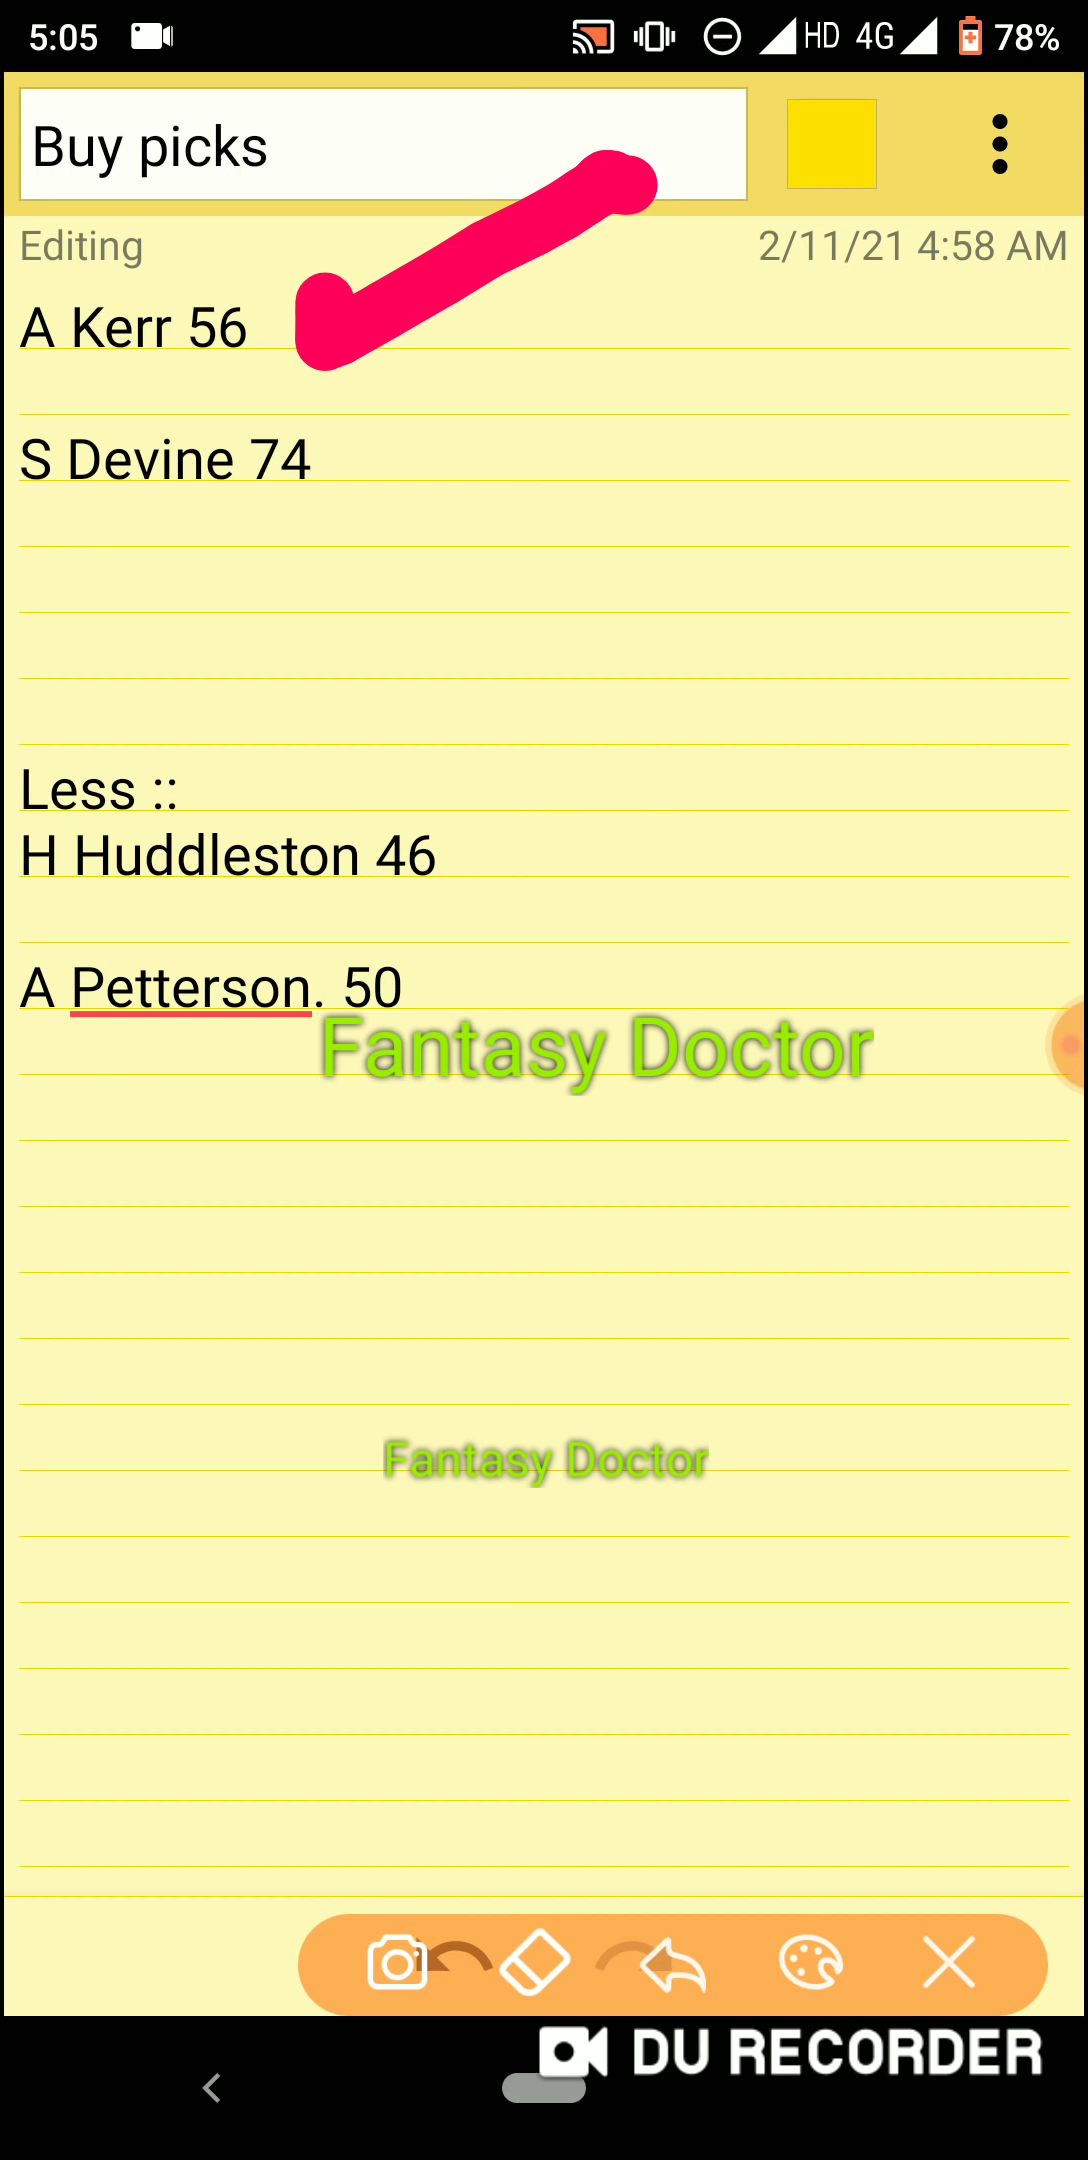 5:05 HD 4G 78%
Buy picks
Editing 2/11/21 4:58 AM
A Kerr 56
S Devine 74
Less ::
H Huddleston 46
A Petterson. 50
Fantasy Doctor
Fantasy Doctor
DU RECORDER